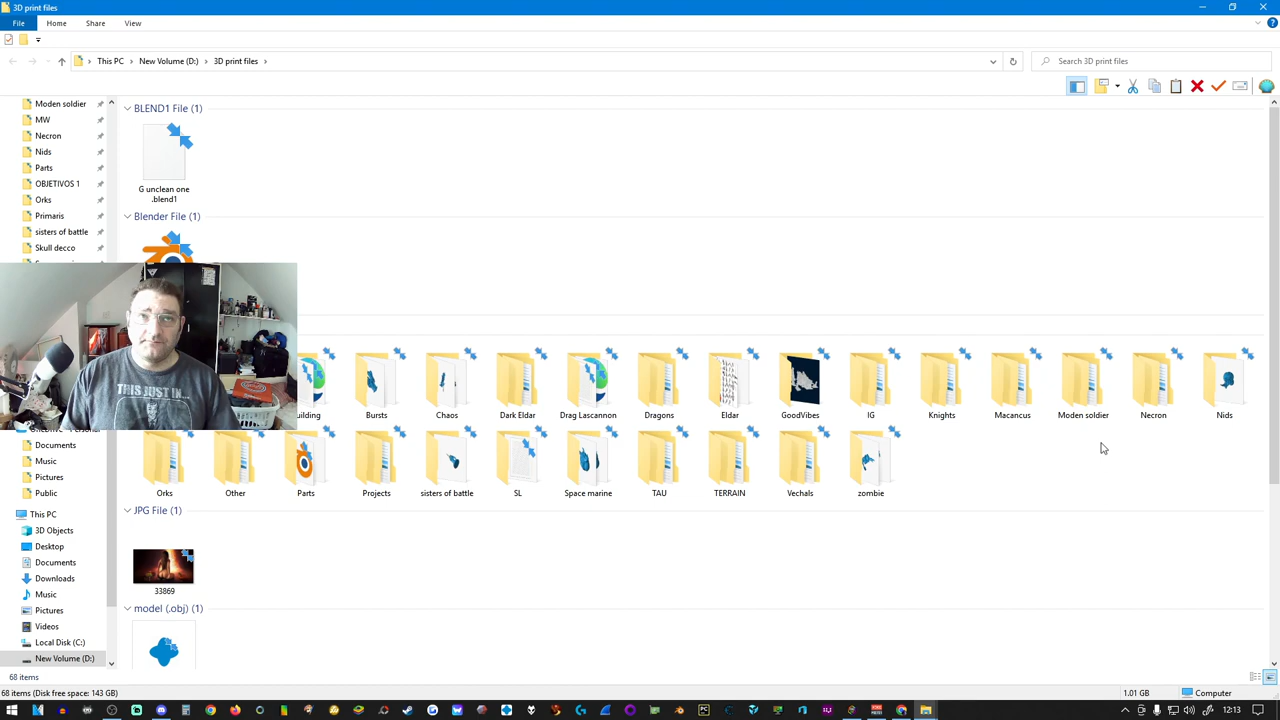 3D print files
File
Home
Share
View
This PC
New Volume (D:)
3D print files
Search 3D print files
Moden soldier
MW
Necron
Nids
Parts
OBJETIVOS 1
Orks
Primaris
sisters of battle
Skull decco
Documents
Music
Pictures
Public
This PC
3D Objects
Desktop
Documents
Downloads
Music
Pictures
Videos
Local Disk (C:)
New Volume (D:)
BLEND1 File (1)
G unclean one
.blend1
Blender File (1)
Bursts
Chaos
Dark Eldar
Drag Lascannon
Dragons
Eldar
GoodVibes
IG
Knights
Macancus
Moden soldier
Necron
Nids
Orks
Other
Parts
Projects
sisters of battle
SL
Space marine
TAU
TERRAIN
Vechals
zombie
JPG File (1)
33869
model (.obj) (1)
THIS JUST IN...
68 items
68 items (Disk free space: 143 GB)
1.01 GB
Computer
12:13